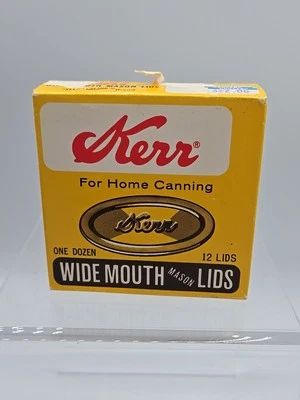 Kerr®
For Home Canning
Kerr
ONE DOZEN 12 LIDS
WIDE MOUTH MASON LIDS